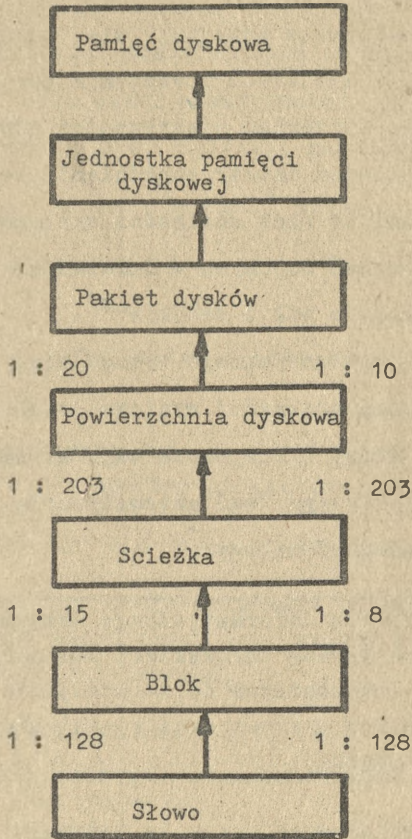 Pamięć dyskowa
Jednostka pamięci
dyskowej
Pakiet dysków
1 : 20 1 : 10
Powierzchnia dyskowa
1 : 203 1 : 203
Scieżka
1 : 15 1 : 8
Blok
1 : 128 1 : 128
Słowo